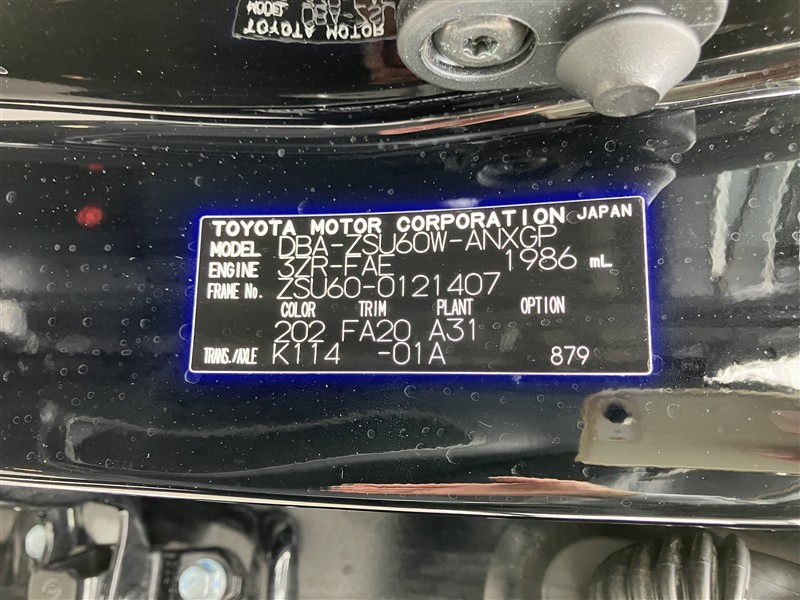 TOYOTA MOTOR CORPORATION JAPAN
MODEL DBA-ZSU60W-ANXGP
ENGINE 3ZR-FAE 1986 mL
FRAME No. ZSU60-0121407
COLOR TRIM PLANT OPTION
202 FA20 A31
TRANS./AXLE K114 -01A 879